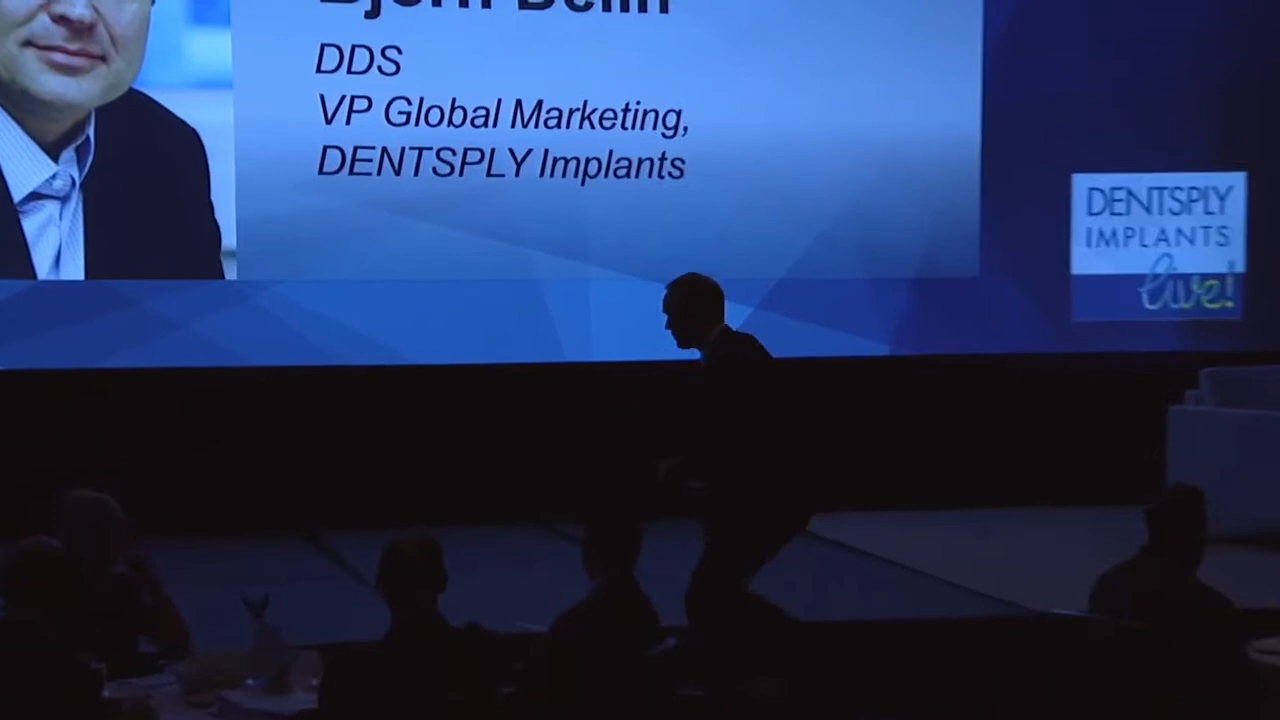 DDS
VP Global Marketing,
DENTSPLY Implants
DENTSPLY
IMPLANTS
live!